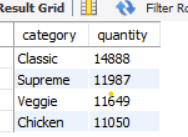 Result Grid Filter Ro
category quantity
Classic 14888
Supreme 11987
Veggie 11649
Chicken 11050